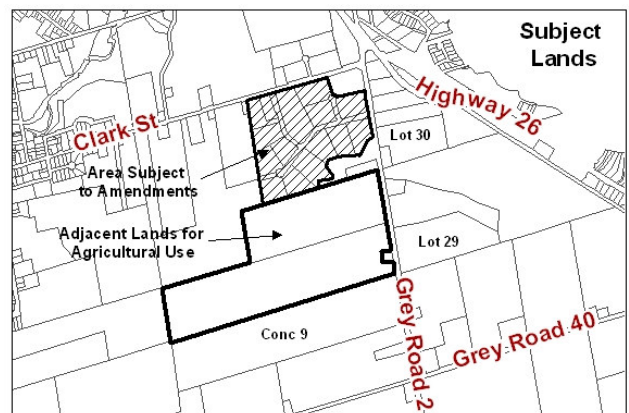 Subject
Lands
Highway 26
Clark St
Lot 30
Area Subject
to Amendments
Adjacent Lands for
Agricultural Use
Lot 29
Conc 9
Grey Road 2
Grey Road 40